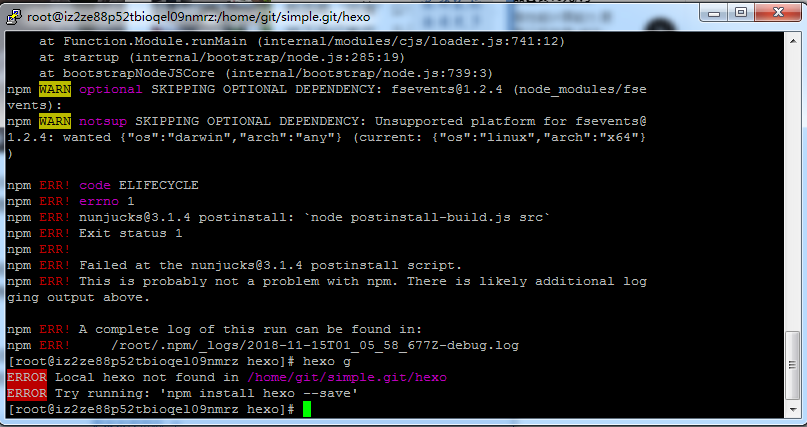 root@iz2ze88p52tbioqel09nmrz:/home/git/simple.git/hexo
    at Function.Module.runMain (internal/modules/cjs/loader.js:741:12)
    at startup (internal/bootstrap/node.js:285:19)
    at bootstrapNodeJSCore (internal/bootstrap/node.js:739:3)
npm WARN optional SKIPPING OPTIONAL DEPENDENCY: fsevents@1.2.4 (node_modules/fse
vents):
npm WARN notsup SKIPPING OPTIONAL DEPENDENCY: Unsupported platform for fsevents@
1.2.4: wanted {"os":"darwin","arch":"any"} (current: {"os":"linux","arch":"x64"}
)
npm ERR! code ELIFECYCLE
npm ERR! errno 1
npm ERR! nunjucks@3.1.4 postinstall: `node postinstall-build.js src`
npm ERR! Exit status 1
npm ERR!
npm ERR! Failed at the nunjucks@3.1.4 postinstall script.
npm ERR! This is probably not a problem with npm. There is likely additional log
ging output above.
npm ERR! A complete log of this run can be found in:
npm ERR!     /root/.npm/_logs/2018-11-15T01_05_58_677Z-debug.log
[root@iz2ze88p52tbioqel09nmrz hexo]# hexo g
ERROR Local hexo not found in /home/git/simple.git/hexo
ERROR Try running: 'npm install hexo --save'
[root@iz2ze88p52tbioqel09nmrz hexo]#